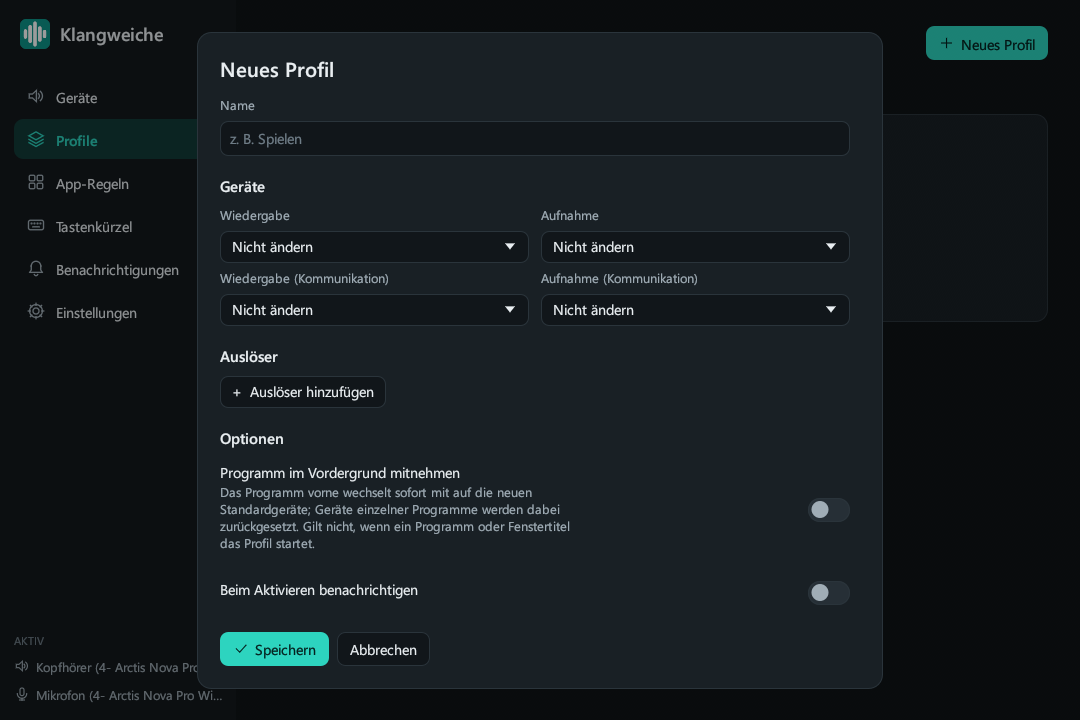 Klangweiche
Geräte
Profile
App-Regeln
Tastenkürzel
Benachrichtigungen
Einstellungen
AKTIV
Kopfhörer (4- Arctis Nova Pro
Mikrofon (4- Arctis Nova Pro Wi...
+ Neues Profil
Neues Profil
Name
z. B. Spielen
Geräte
Wiedergabe
Aufnahme
Nicht ändern
Nicht ändern
Wiedergabe (Kommunikation)
Aufnahme (Kommunikation)
Nicht ändern
Nicht ändern
Auslöser
+ Auslöser hinzufügen
Optionen
Programm im Vordergrund mitnehmen
Das Programm vorne wechselt sofort mit auf die neuen
Standardgeräte; Geräte einzelner Programme werden dabei
zurückgesetzt. Gilt nicht, wenn ein Programm oder Fenstertitel
das Profil startet.
Beim Aktivieren benachrichtigen
Speichern
Abbrechen